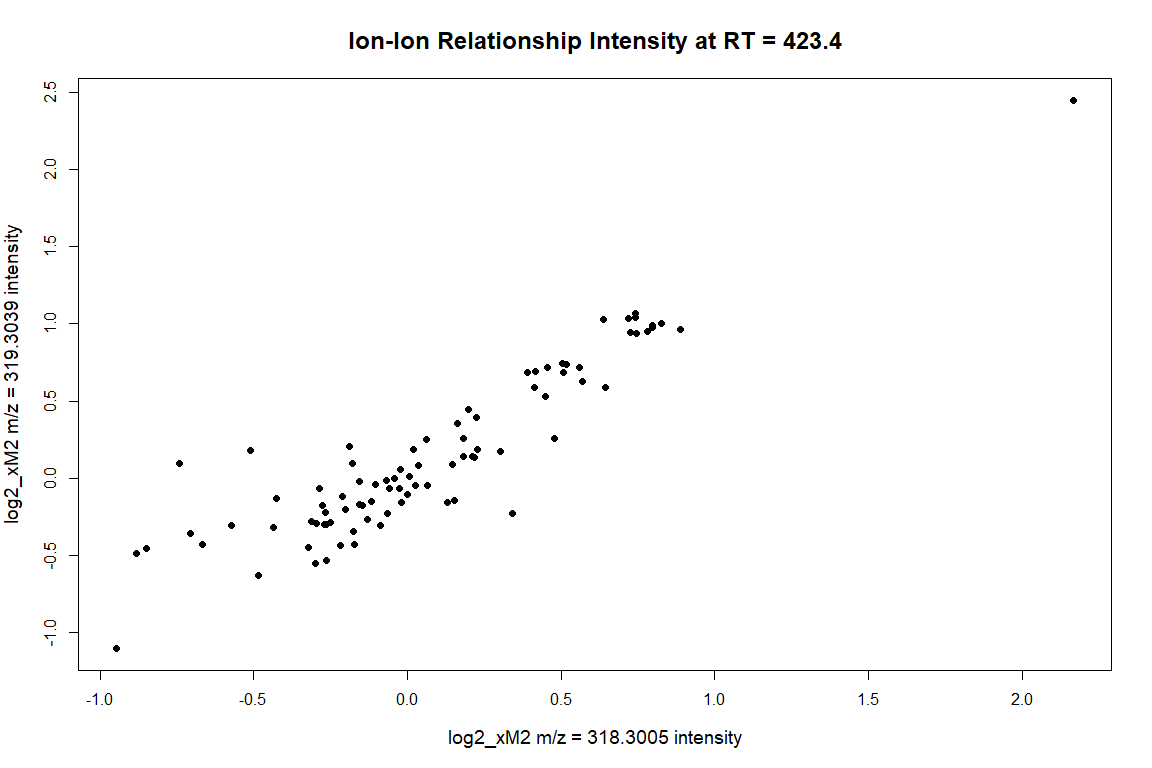 Ion-Ion Relationship Intensity at RT = 423.4
log2_xM2 m/z = 319.3039 intensity
2.5
2.0
1.5
1.0
0.5
0.0
-0.5
-1.0
-1.0 -0.5 0.0 0.5 1.0 1.5 2.0
log2_xM2 m/z = 318.3005 intensity